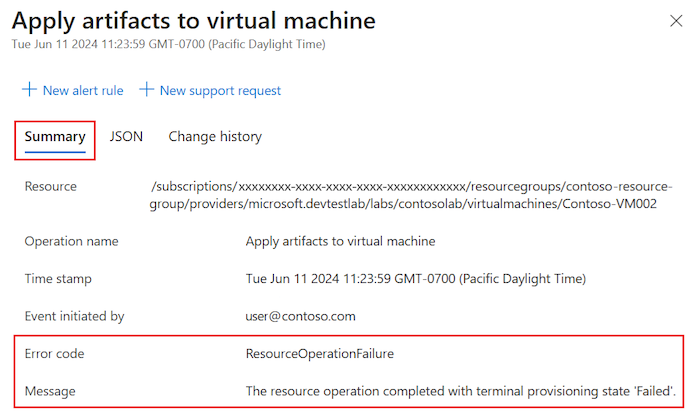 Apply artifacts to virtual machine
Tue Jun 11 2024 11:23:59 GMT-0700 (Pacific Daylight Time)
New alert rule New support request
Summary JSON Change history
Resource /subscriptions/xxxxxxxx-xxxx-xxxx-xxxx-xxxxxxxxxxxx/resourcegroups/contoso-resource-
group/providers/microsoft.devtestlab/labs/contosolab/virtualmachines/Contoso-VM002
Operation name Apply artifacts to virtual machine
Time stamp Tue Jun 11 2024 11:23:59 GMT-0700 (Pacific Daylight Time)
Event initiated by user@contoso.com
Error code ResourceOperationFailure
Message The resource operation completed with terminal provisioning state 'Failed'.